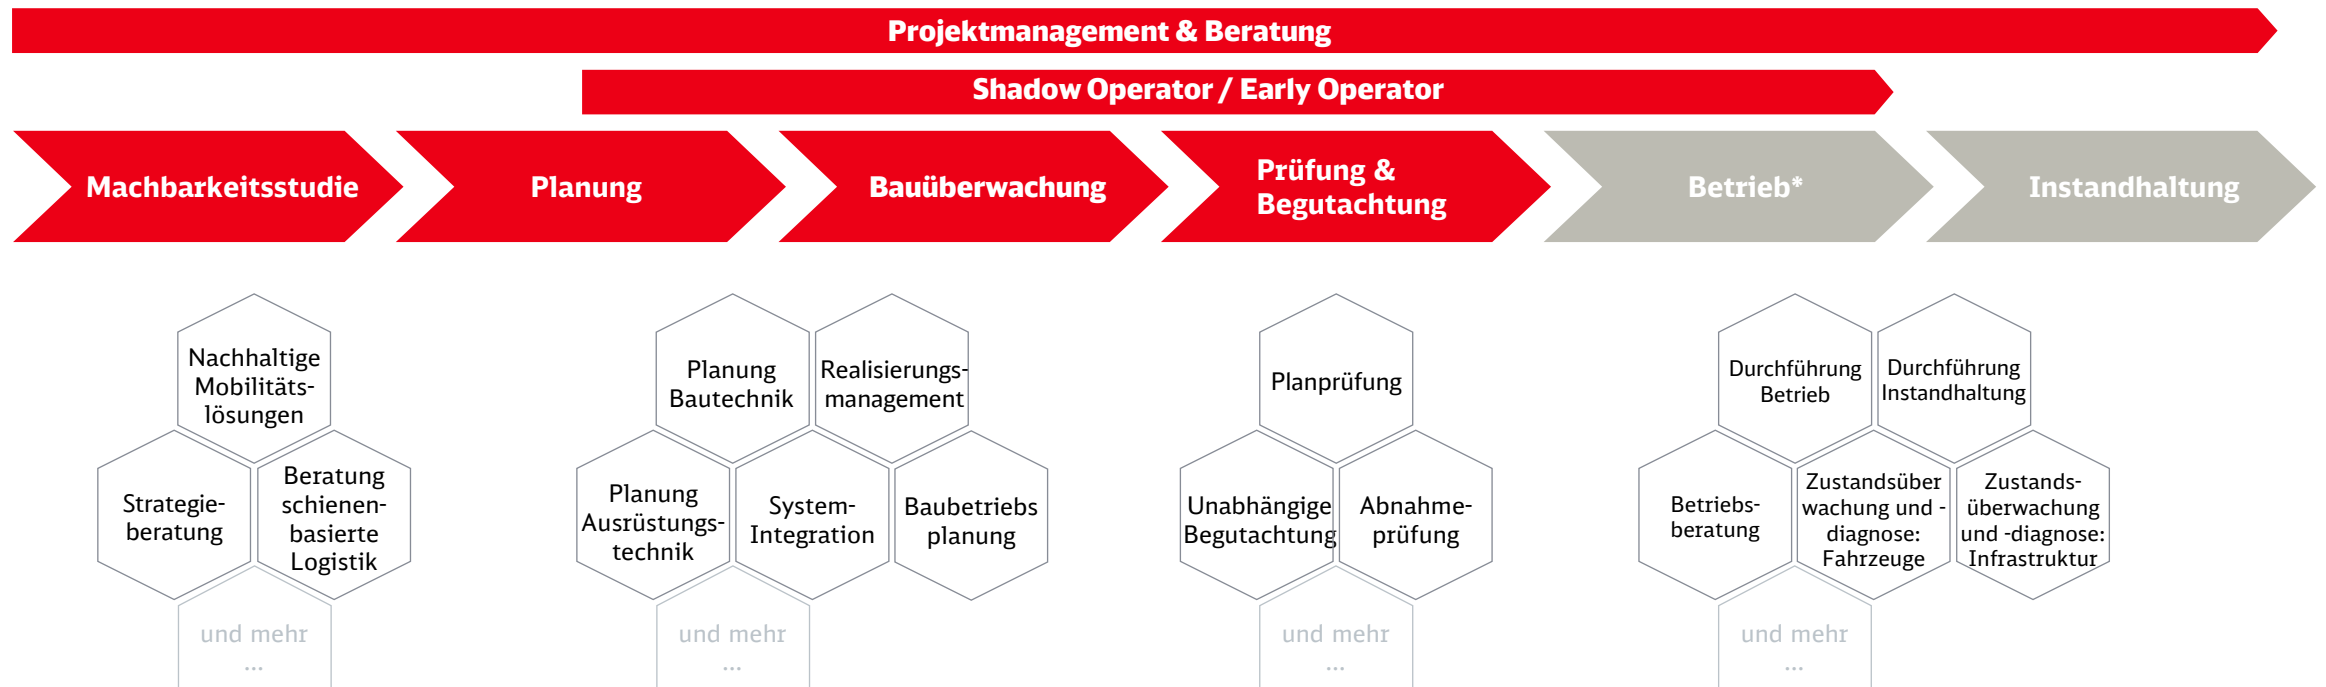 Projektmanagement & Beratung
Shadow Operator / Early Operator
Machbarkeitsstudie
Planung
Bauüberwachung
Prüfung &
Begutachtung
Betrieb*
Instandhaltung
Nachhaltige
Mobilitäts-
lösungen
Strategie-
beratung
Beratung
schienen-
basierte
Logistik
und mehr
...
Planung
Bautechnik
Realisierungs-
management
Planung
Ausrüstungs-
technik
System-
Integration
Baubetriebs
planung
und mehr
...
Planprüfung
Unabhängige
Begutachtung
Abnahme-
prüfung
und mehr
...
Durchführung
Betrieb
Durchführung
Instandhaltung
Betriebs-
beratung
Zustandsüber
wachung und -
diagnose:
Fahrzeuge
Zustands-
überwachung
und -diagnose:
Infrastruktur
und mehr
...